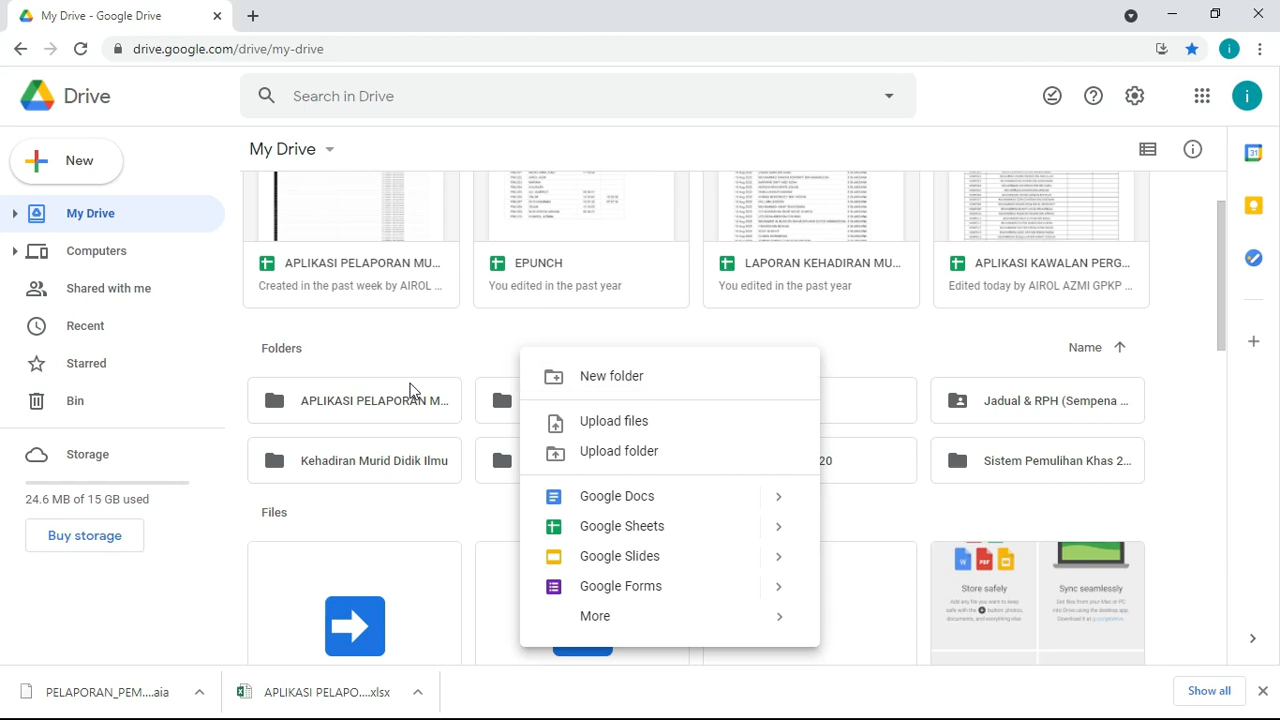 My Drive - Google Drive
drive.google.com/drive/my-drive
i
Drive
Search in Drive
i
New
My Drive
Computers
Shared with me
Recent
Starred
Bin
Storage
24.6 MB of 15 GB used
Buy storage
My Drive
APLIKASI PELAPORAN MU...
Created in the past week by AIROL ...
EPUNCH
You edited in the past year
LAPORAN KEHADIRAN MU...
You edited in the past year
APLIKASI KAWALAN PERG...
Edited today by AIROL AZMI GPKP ...
Folders
Name
APLIKASI PELAPORAN M...
Jadual & RPH (Sempena ...
Kehadiran Murid Didik Ilmu
20
Sistem Pemulihan Khas 2...
Files
New folder
Upload files
Upload folder
Google Docs
Google Sheets
Google Slides
Google Forms
More
W PDF
Store safely
Sync seamlessly
31
PELAPORAN_PEM....aia
APLIKASI PELAPO....xlsx
Show all